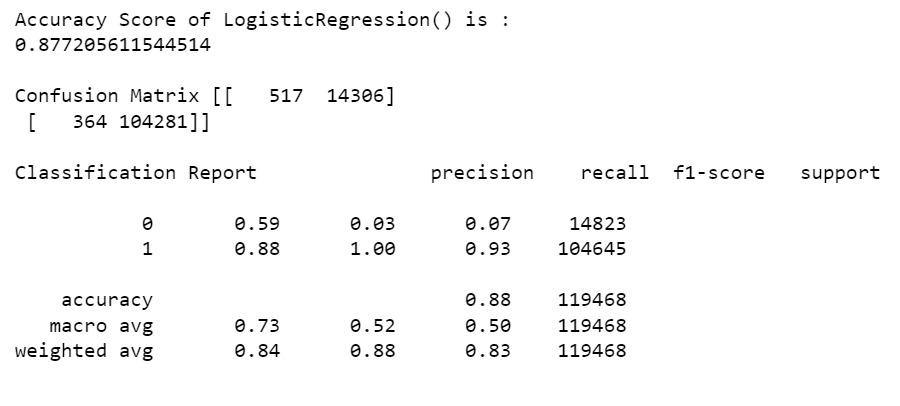 Accuracy Score of LogisticRegression() is :
0.877205611544514
Confusion Matrix [[   517  14306]
 [   364 104281]]
Classification Report               precision    recall  f1-score   support
           0       0.59      0.03      0.07     14823
           1       0.88      1.00      0.93    104645
    accuracy                           0.88    119468
   macro avg       0.73      0.52      0.50    119468
weighted avg       0.84      0.88      0.83    119468